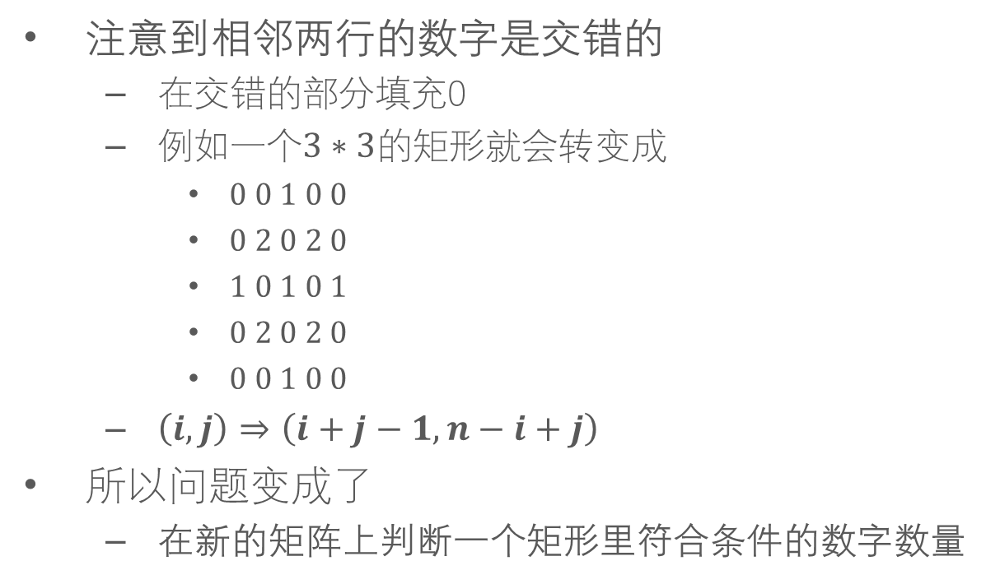 • 注意到相邻两行的数字是交错的
– 在交错的部分填充0
– 例如一个3 ∗ 3的矩形就会转变成
• 0 0 1 0 0
• 0 2 0 2 0
• 1 0 1 0 1
• 0 2 0 2 0
• 0 0 1 0 0
– (i, j) ⇒ (i + j − 1, n − i + j)
• 所以问题变成了
– 在新的矩阵上判断一个矩形里符合条件的数字数量